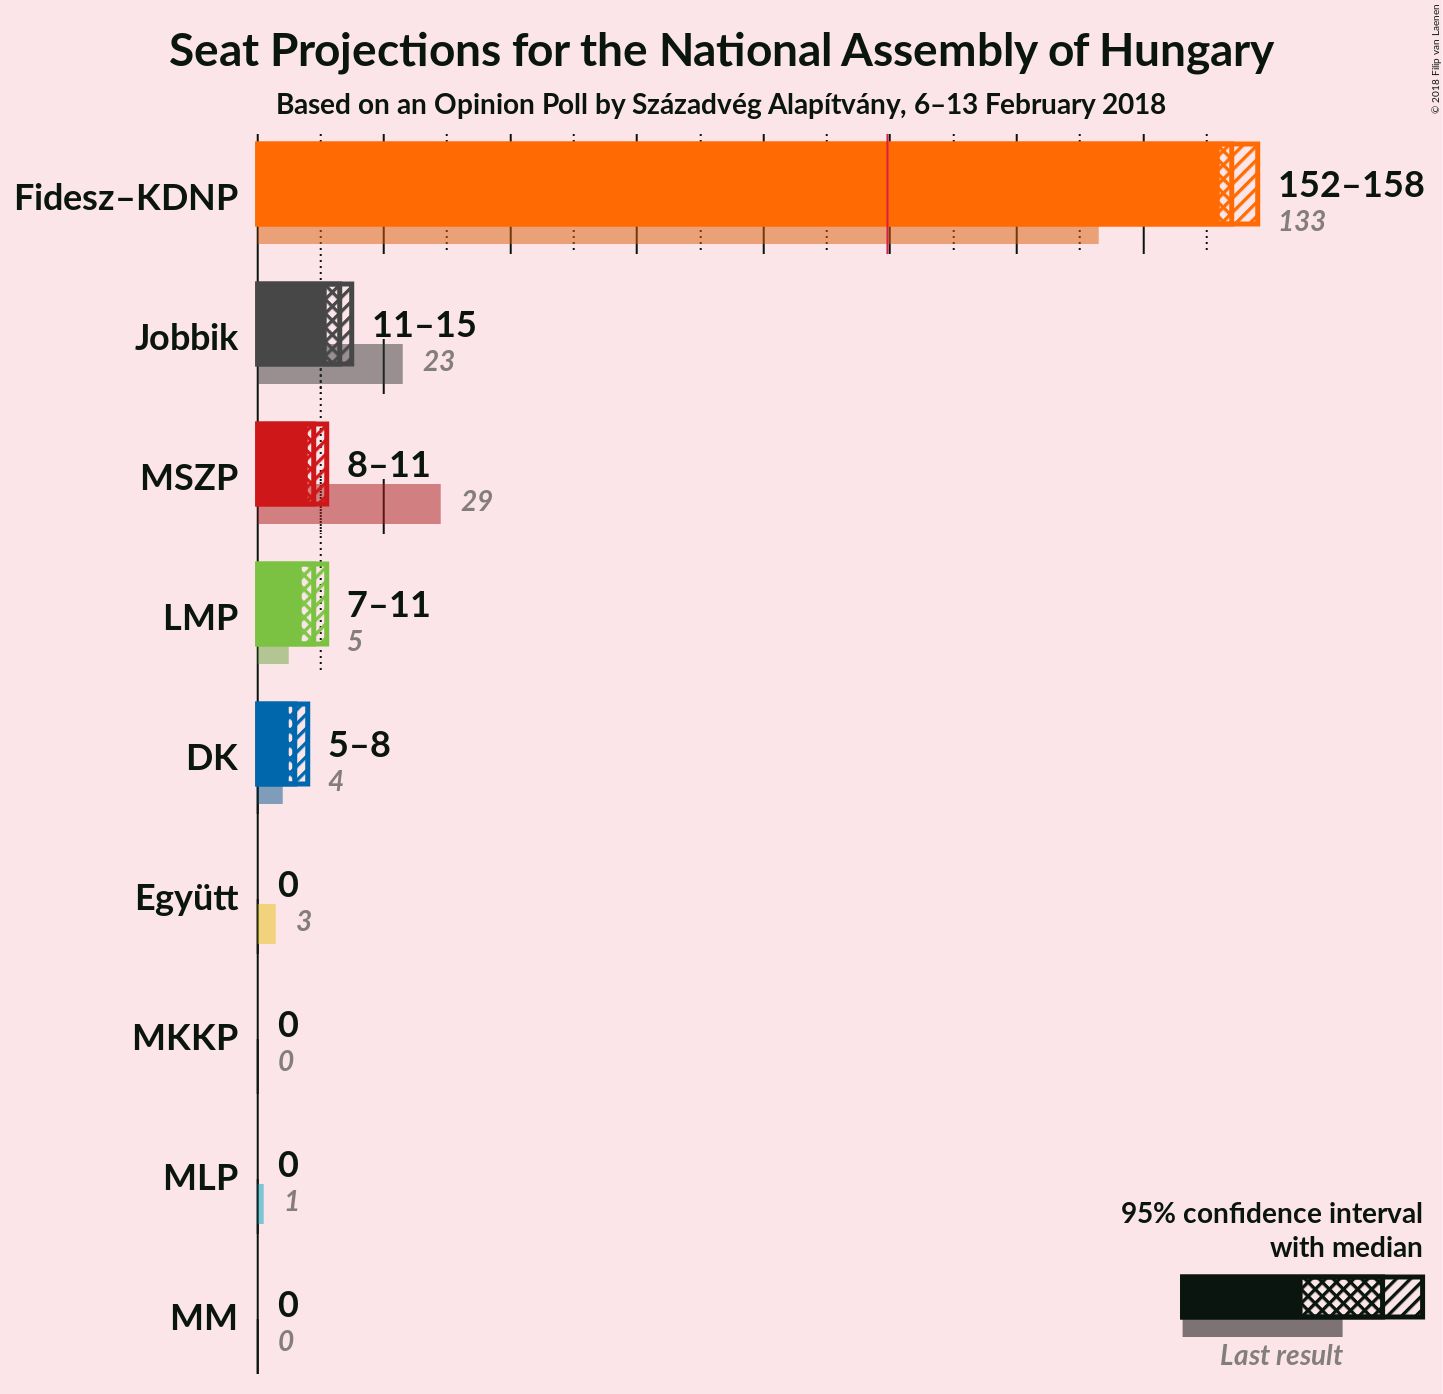 Seat Projections for the National Assembly of Hungary
Based on an Opinion Poll by Századvég Alapítvány, 6–13 February 2018
© 2018 Filip van Laenen
Fidesz–KDNP
152–158
133
Jobbik
11–15
23
MSZP
8–11
29
LMP
7–11
5
DK
5–8
4
Együtt
0
3
MKKP
0
0
MLP
0
1
MM
0
0
95% confidence interval
with median
Last result